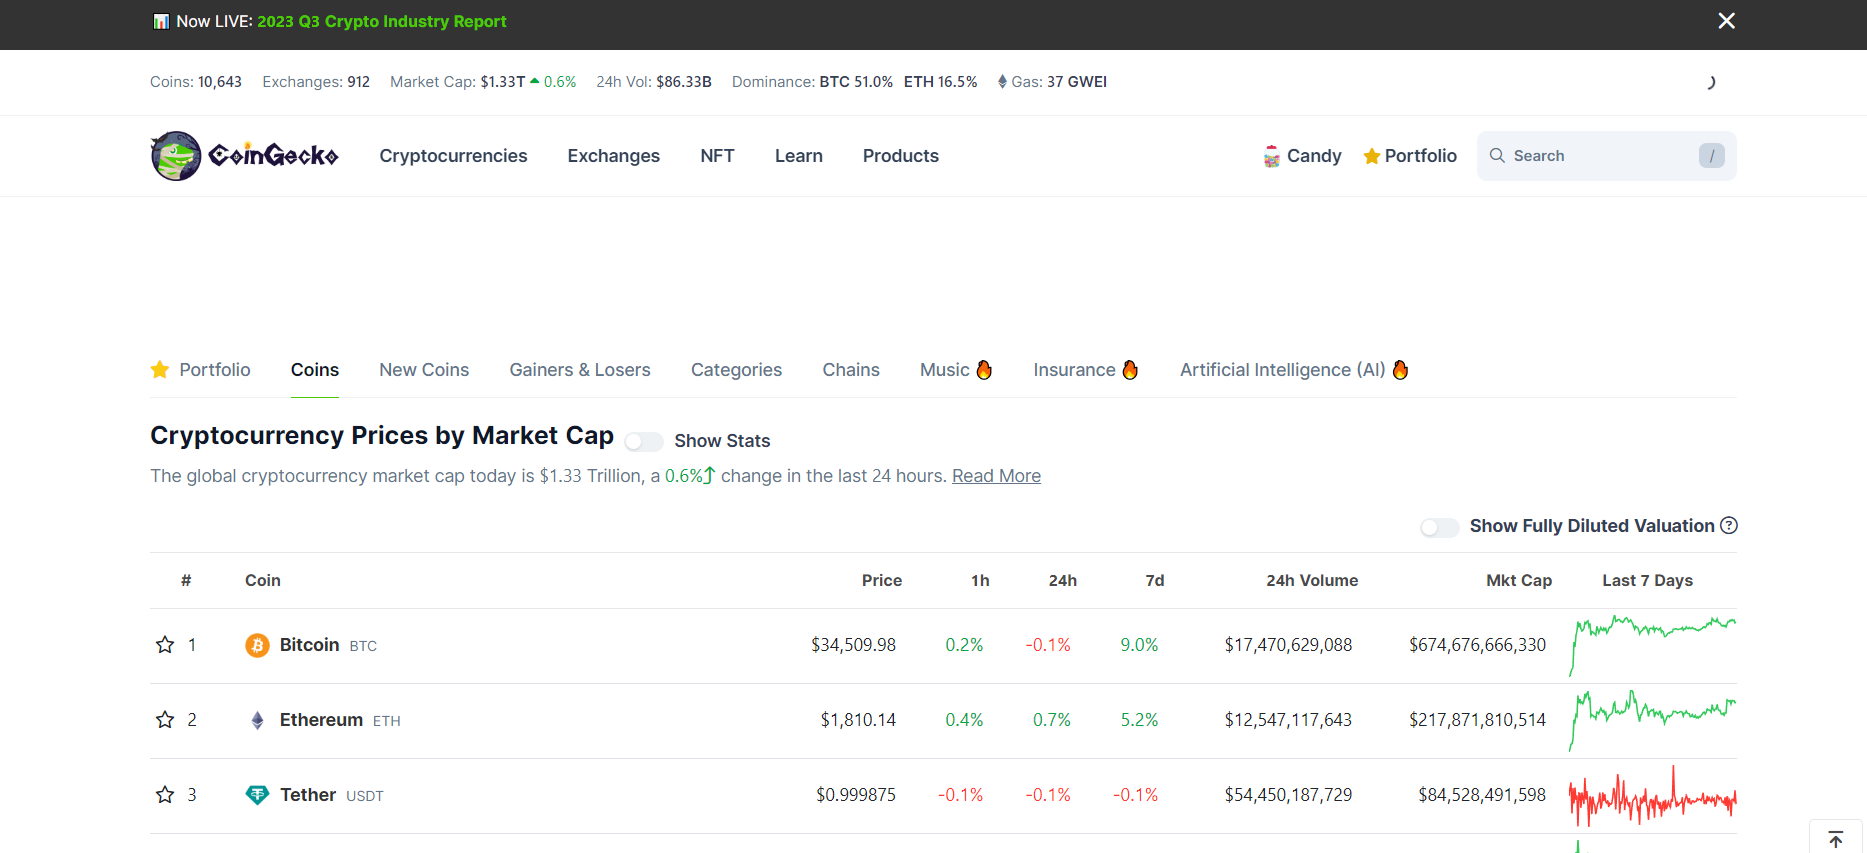 Now LIVE: 2023 Q3 Crypto Industry Report
Coins: 10,643 Exchanges: 912 Market Cap: $1.33T 0.6% 24h Vol: $86.33B Dominance: BTC 51.0% ETH 16.5% Gas: 37 GWEI
CoinGecko Cryptocurrencies Exchanges NFT Learn Products Candy Portfolio Search /
Portfolio Coins New Coins Gainers & Losers Categories Chains Music Insurance Artificial Intelligence (AI)
Cryptocurrency Prices by Market Cap Show Stats
The global cryptocurrency market cap today is $1.33 Trillion, a 0.6% change in the last 24 hours. Read More
Show Fully Diluted Valuation ?
# Coin Price 1h 24h 7d 24h Volume Mkt Cap Last 7 Days
1 Bitcoin BTC $34,509.98 0.2% -0.1% 9.0% $17,470,629,088 $674,676,666,330
2 Ethereum ETH $1,810.14 0.4% 0.7% 5.2% $12,547,117,643 $217,871,810,514
3 Tether USDT $0.999875 -0.1% -0.1% -0.1% $54,450,187,729 $84,528,491,598